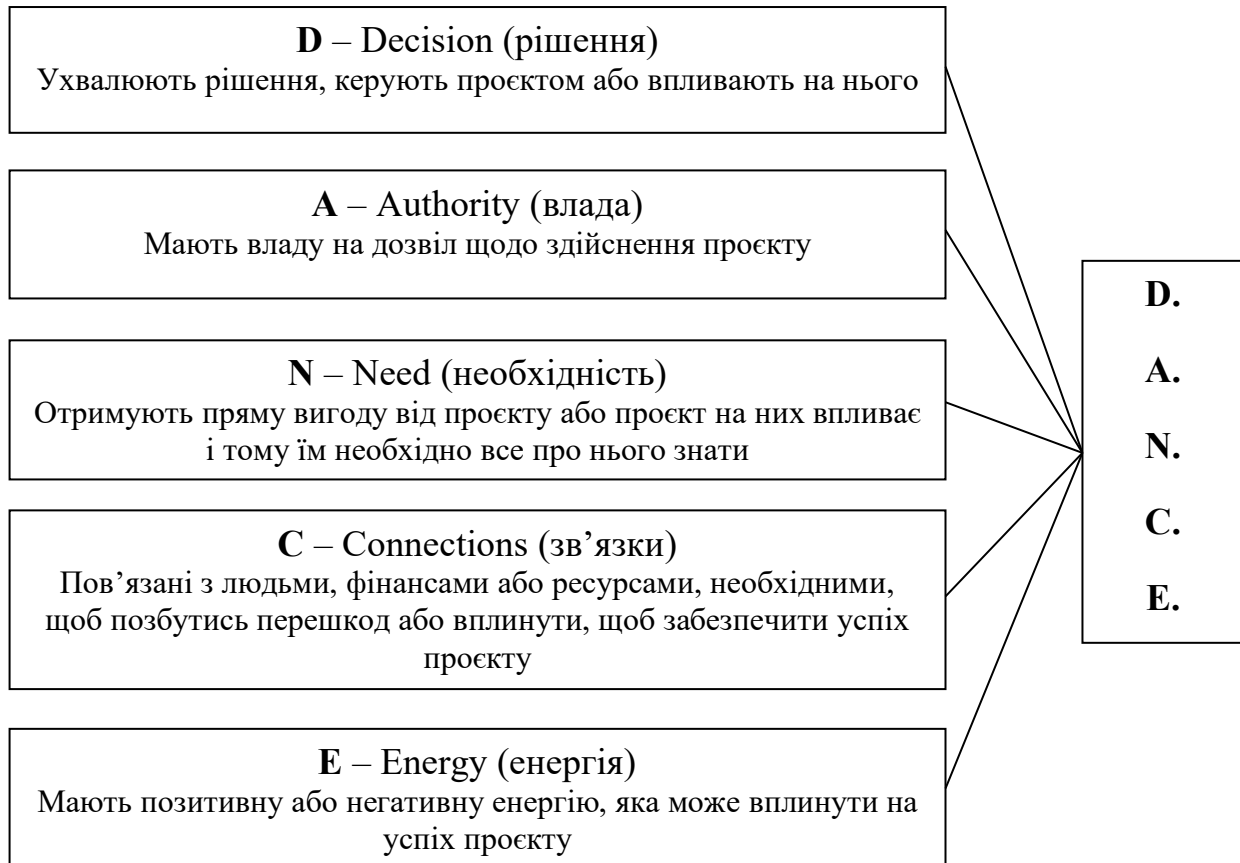 D – Decision (рішення)
Ухвалюють рішення, керують проєктом або впливають на нього
A – Authority (влада)
Мають владу на дозвіл щодо здійснення проєкту
N – Need (необхідність)
Отримують пряму вигоду від проєкту або проєкт на них впливає
і тому їм необхідно все про нього знати
C – Connections (зв’язки)
Пов’язані з людьми, фінансами або ресурсами, необхідними,
щоб позбутись перешкод або вплинути, щоб забезпечити успіх
проєкту
E – Energy (енергія)
Мають позитивну або негативну енергію, яка може вплинути на
успіх проєкту
D.
A.
N.
C.
E.